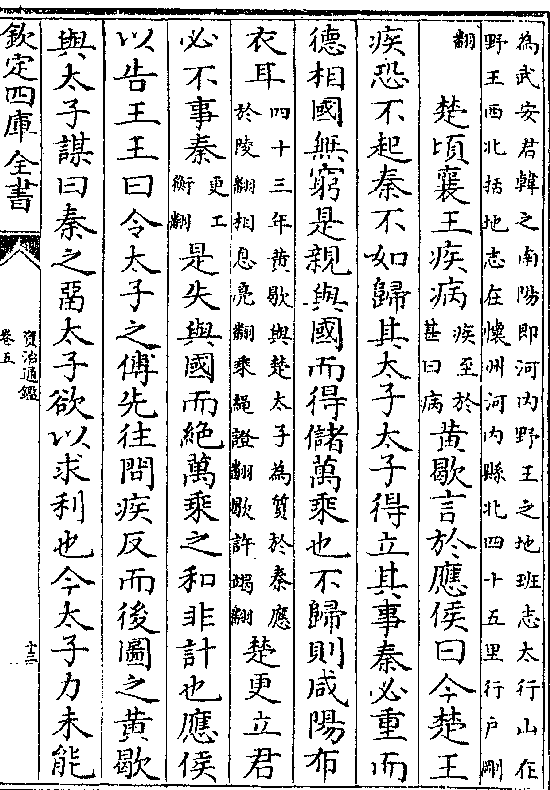 為武安君韓之南陽即河内野王之地班志太行山在
野王西北括地志在懷州河内縣北四十五里行户剛
翻
楚頃襄王疾病疾至於甚曰病黄歇言於應侯曰今楚王
疾恐不起秦不如歸其太子太子得立其事秦必重而
德相國無窮是親與國而得儲萬乘也不歸則咸陽布
衣耳四十三年黄歇與楚太子為質於秦應於陵翻相息亮翻乘繩證翻歇許竭翻楚更立君
必不事秦更工衡翻是失與國而絶萬乘之和非計也應侯
以告王王曰令太子之傅先往問疾反而後圖之黄歇
與太子謀曰秦之畱太子欲以求利也今太子力未能
欽定四庫全書
資治通鑑
卷五
十三